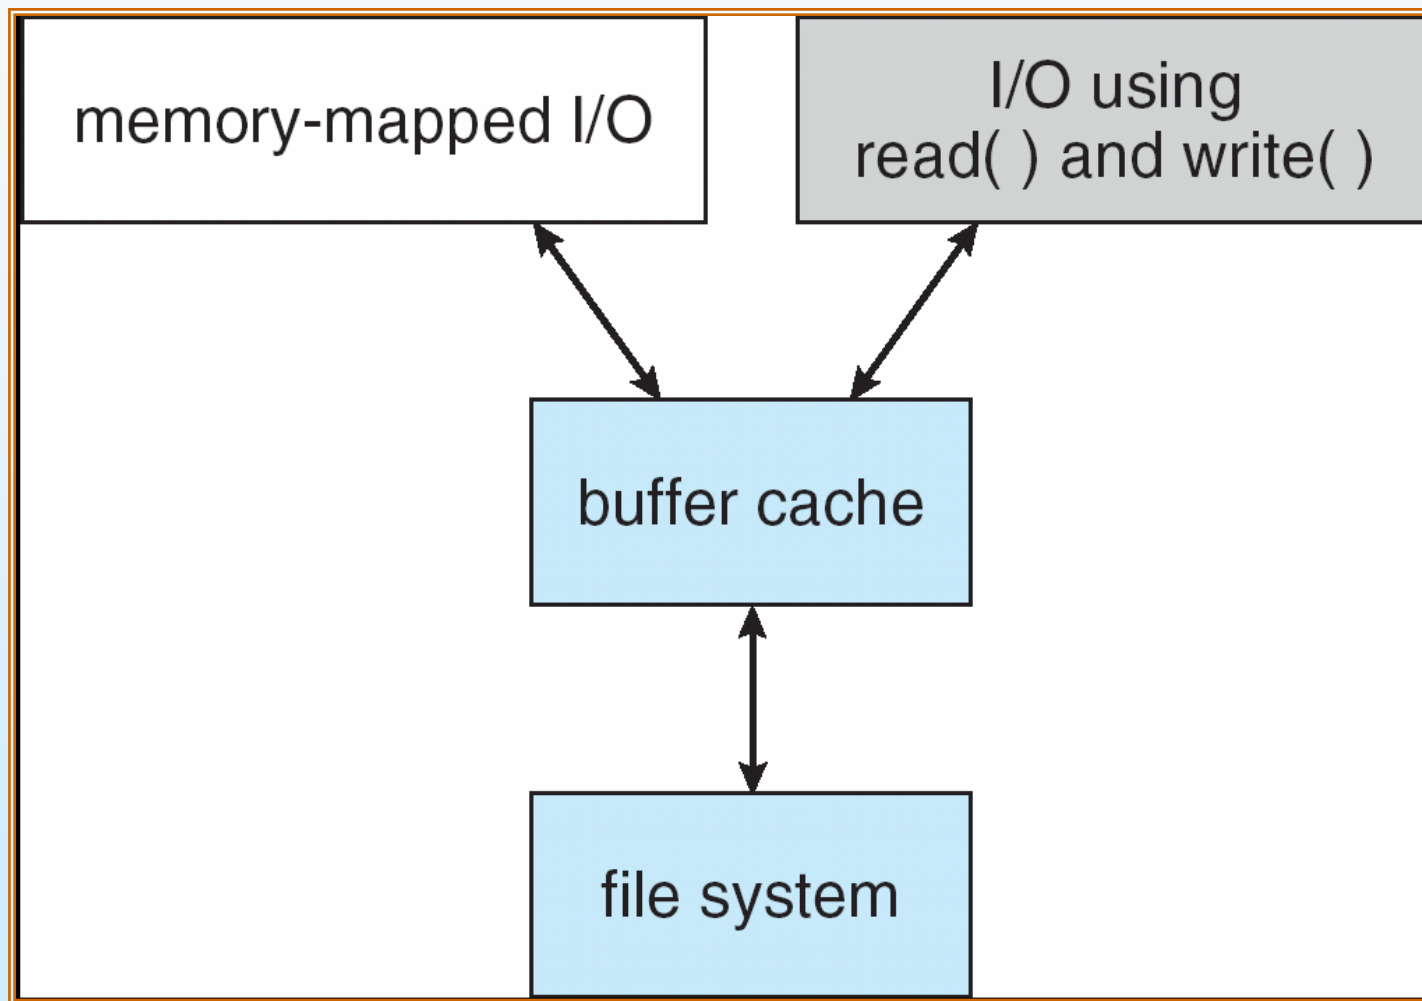 memory-mapped I/O
I/O using
read( ) and write( )
buffer cache
file system